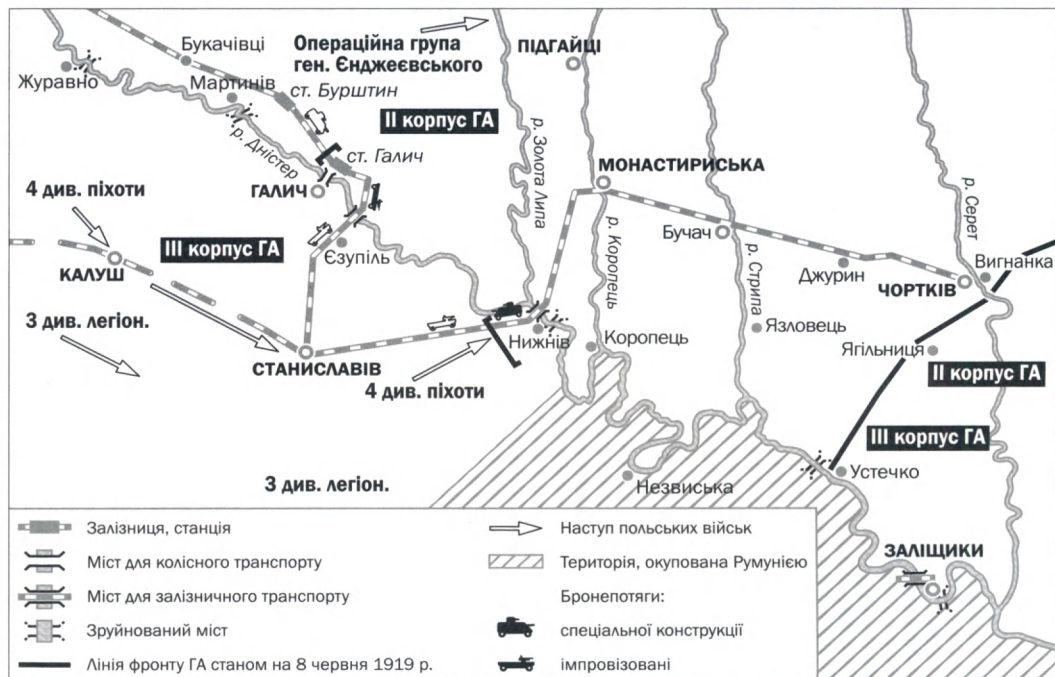 Букачівці
Операційна група
ген. Єнджеєвського
ПІДГАЙЦІ
Журавно
Мартинів
ст. Бурштин
II корпус ГА
р. Дністер
ст. Галич
р. Золота Липа
МОНАСТИРИСЬКА
4 див. піхоти
ГАЛИЧ
р. Серет
III корпус ГА
р. Коропець
Бучач
р. Стрипа
Вигнанка
КАЛУШ
Єзупіль
Джурин
ЧОРТКІВ
3 див. легіон.
Нижнів
Коропець
Язловець
СТАНИСЛАВІВ
Ягільниця
4 див. піхоти
II корпус ГА
III корпус ГА
Устечко
3 див. легіон.
Незвиська
ЗАЛІЩИКИ
Залізниця, станція
Міст для колісного транспорту
Міст для залізничного транспорту
Зруйнований міст
Лінія фронту ГА станом на 8 червня 1919 р.
Наступ польських військ
Територія, окупована Румунією
Бронепотяги:
спеціальної конструкції
імпровізовані